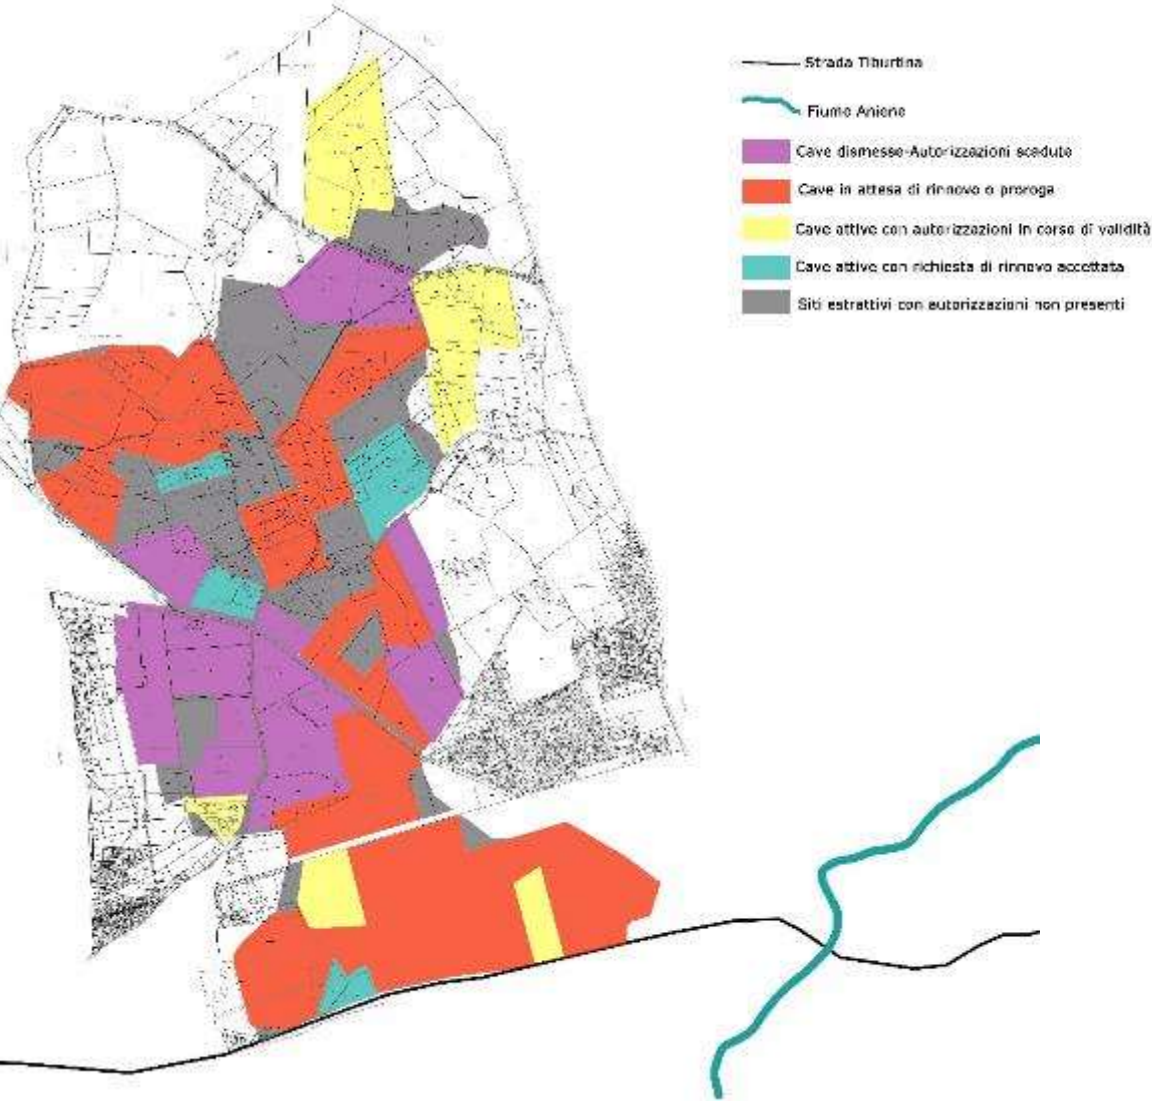 Strada Tiburtina
Fiume Aniene
Cave dismesse-Autorizzazioni scadute
Cave in attesa di rinnovo o proroga
Cave attive con autorizzazioni in corso di validità
Cave attive con richiesta di rinnovo accettata
Siti estrattivi con autorizzazioni non presenti